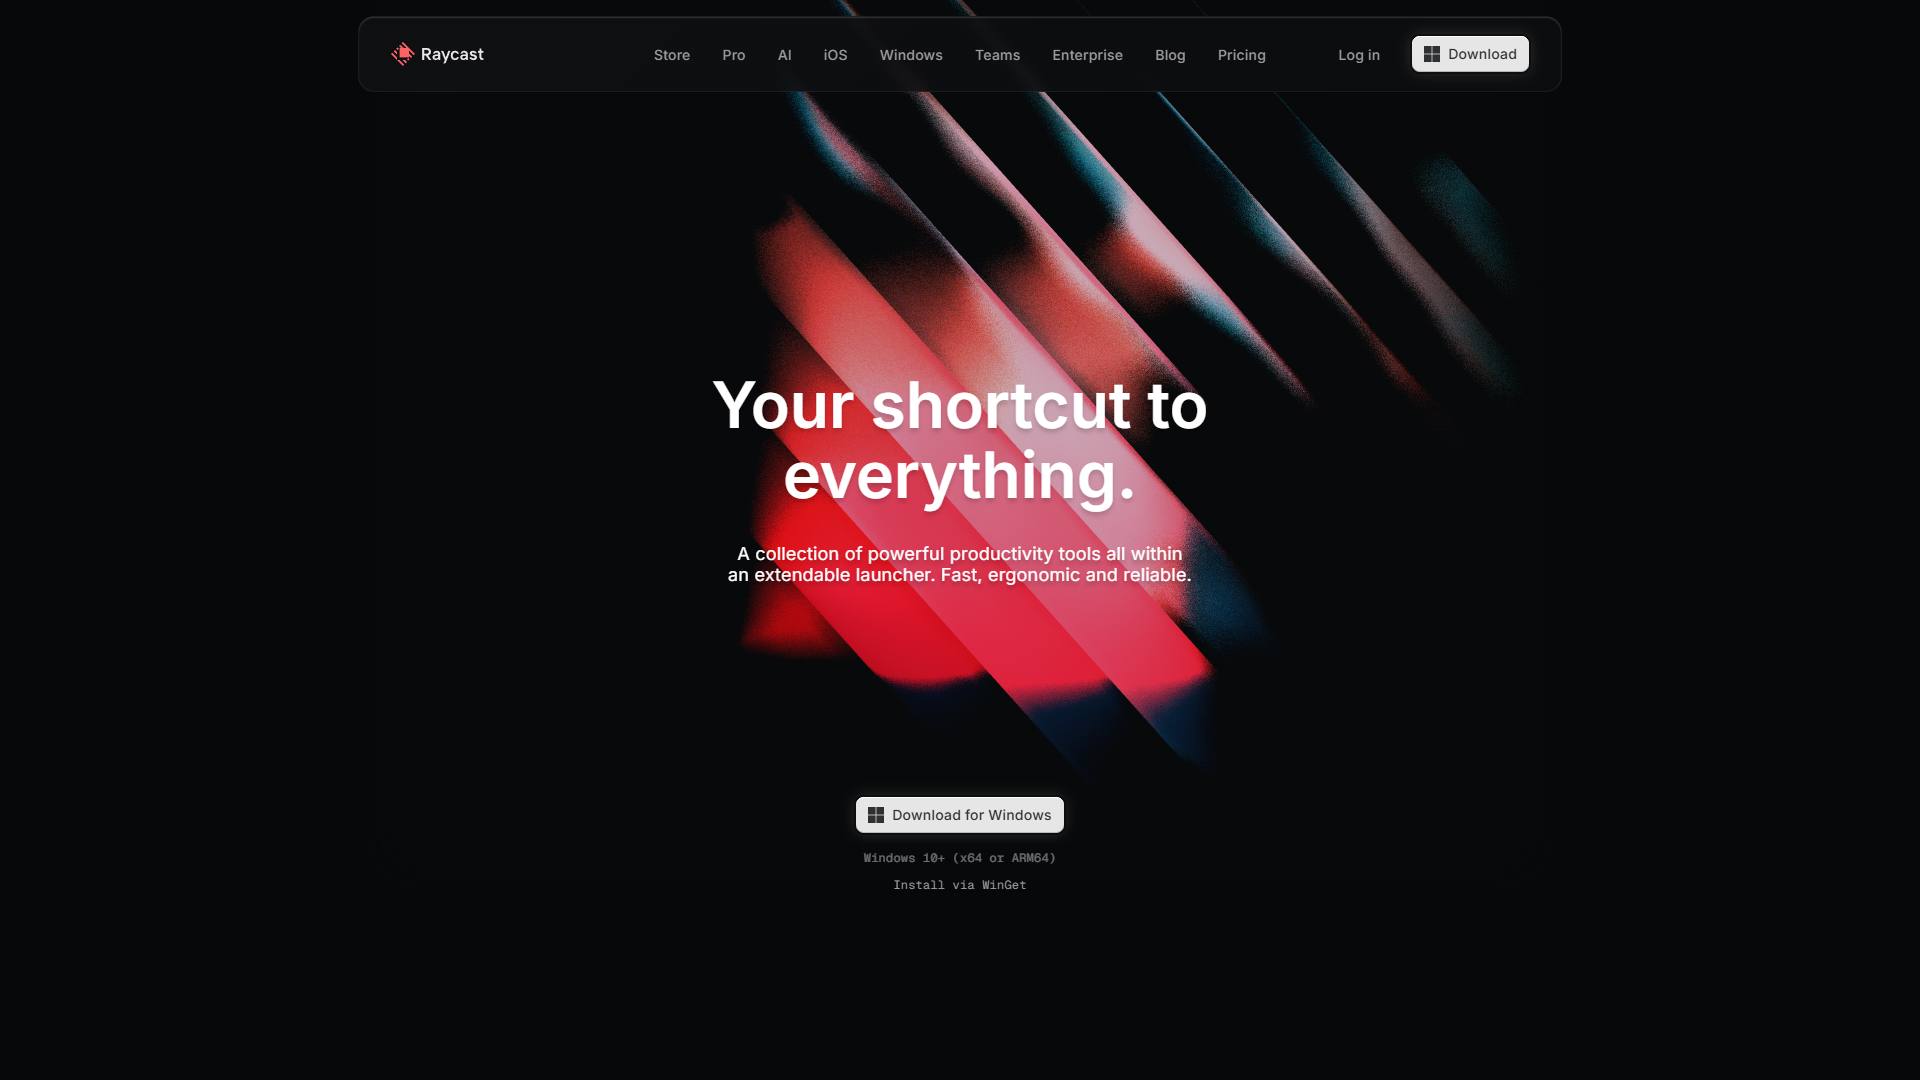 Raycast
Store
Pro
AI
iOS
Windows
Teams
Enterprise
Blog
Pricing
Log in
Download
Your shortcut to
everything.
A collection of powerful productivity tools all within
an extendable launcher. Fast, ergonomic and reliable.
Download for Windows
Windows 10+ (x64 or ARM64)
Install via WinGet